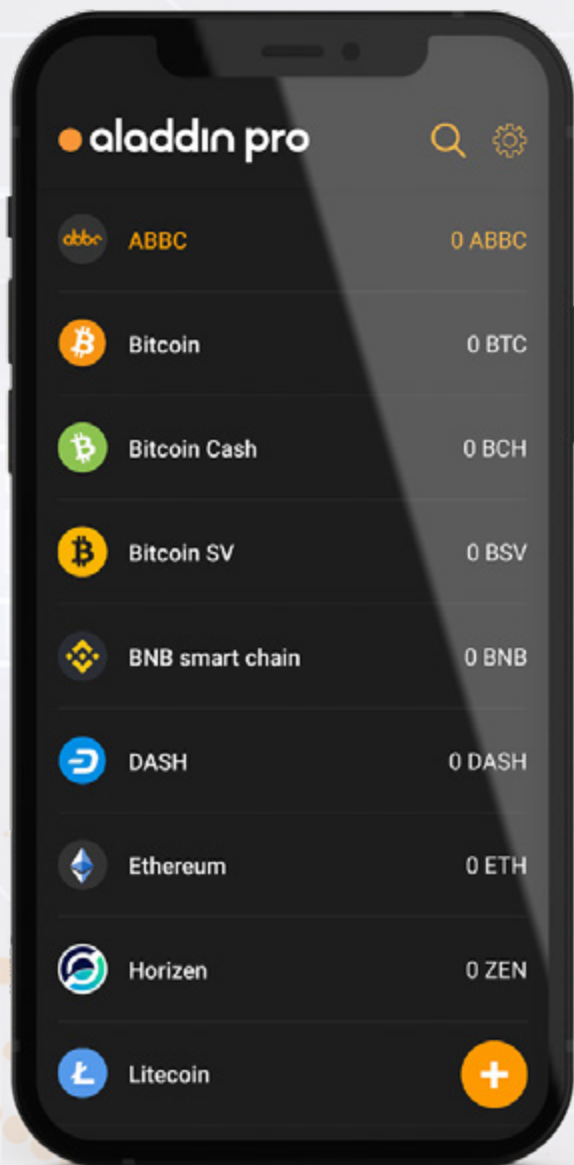 aladdin pro
abbc ABBC 0 ABBC
Bitcoin 0 BTC
Bitcoin Cash 0 BCH
Bitcoin SV 0 BSV
BNB smart chain 0 BNB
DASH 0 DASH
Ethereum 0 ETH
Horizen 0 ZEN
Litecoin